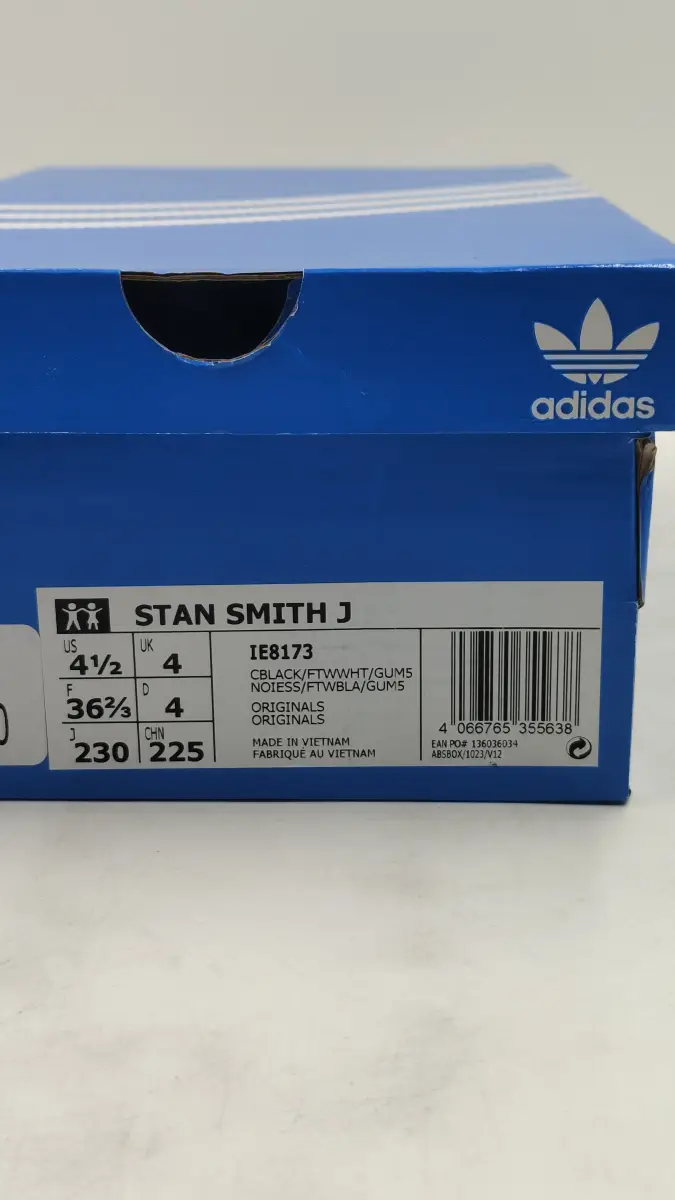 adidas
STAN SMITH J
US 4½
UK 4
F 36⅔
D 4
J 230
CHN 225
IE8173
CBLACK/FTWWHT/GUM5
NOIESS/FTWBLA/GUM5
ORIGINALS
ORIGINALS
MADE IN VIETNAM
FABRIQUÉ AU VIETNAM
4 066765 355638
EAN PO# 136036034
ABSBOX/1023/V12